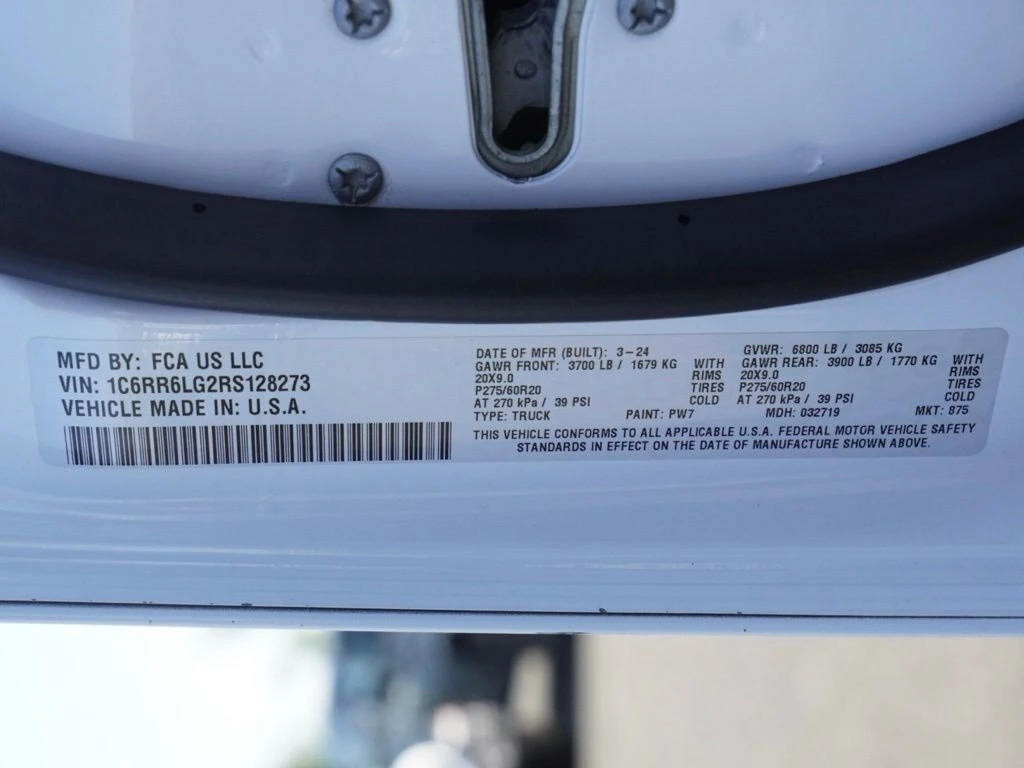 MFD BY: FCA US LLC
VIN: 1C6RR6LG2RS128273
VEHICLE MADE IN: U.S.A.
DATE OF MFR (BUILT): 3-24
GAWR FRONT: 3700 LB / 1679 KG WITH
20X9.0 RIMS
P275/60R20 TIRES
AT 270 kPa / 39 PSI COLD
TYPE: TRUCK PAINT: PW7
GVWR: 6800 LB / 3085 KG
GAWR REAR: 3900 LB / 1770 KG WITH
20X9.0 RIMS
P275/60R20 TIRES
AT 270 kPa / 39 PSI COLD
MDH: 032719 MKT: 875
THIS VEHICLE CONFORMS TO ALL APPLICABLE U.S.A. FEDERAL MOTOR VEHICLE SAFETY
STANDARDS IN EFFECT ON THE DATE OF MANUFACTURE SHOWN ABOVE.